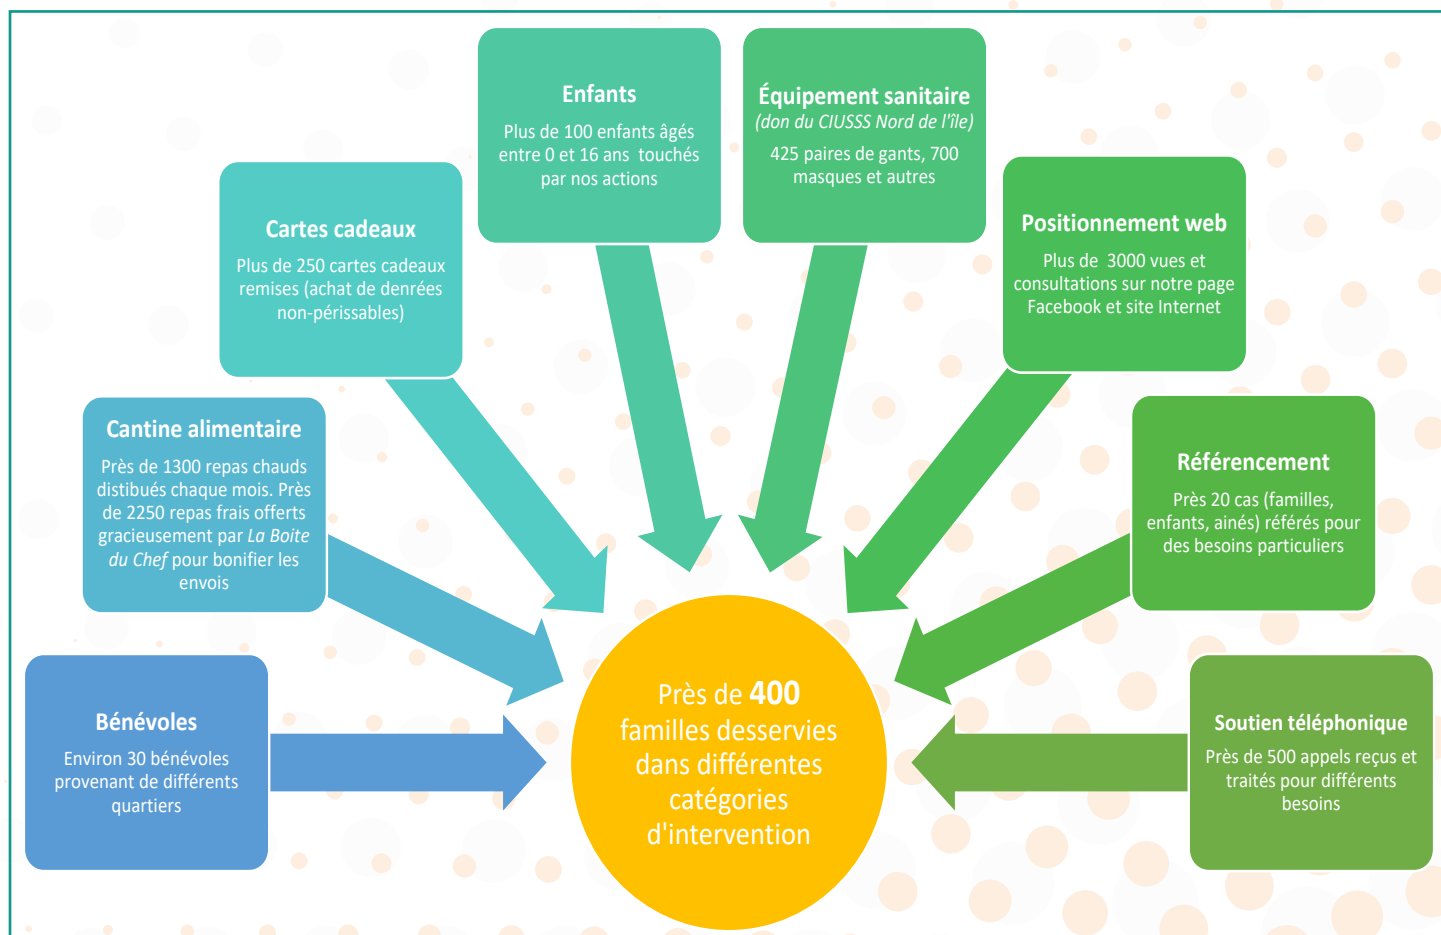 Enfants
Plus de 100 enfants âgés
entre 0 et 16 ans touchés
par nos actions
Équipement sanitaire
(don du CIUSSS Nord de l'île)
425 paires de gants, 700
masques et autres
Cartes cadeaux
Plus de 250 cartes cadeaux
remises (achat de denrées
non-périssables)
Positionnement web
Plus de 3000 vues et
consultations sur notre page
Facebook et site Internet
Cantine alimentaire
Près de 1300 repas chauds
distibués chaque mois. Près
de 2250 repas frais offerts
gracieusement par La Boite
du Chef pour bonifier les
envois
Référencement
Près 20 cas (familles,
enfants, ainés) référés pour
des besoins particuliers
Bénévoles
Environ 30 bénévoles
provenant de différents
quartiers
Près de 400
familles desservies
dans différentes
catégories
d'intervention
Soutien téléphonique
Près de 500 appels reçus et
traités pour différents
besoins